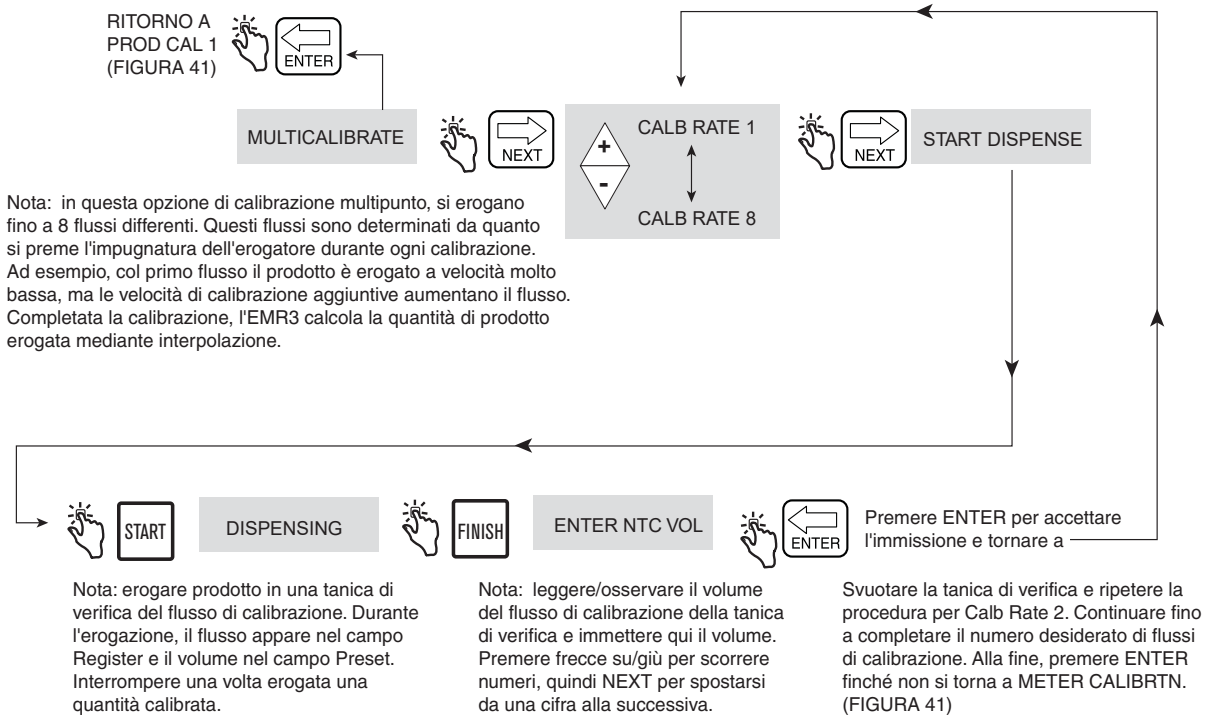 RITORNO A
PROD CAL 1
(FIGURA 41)
ENTER
MULTICALIBRATE
NEXT
+
-
CALB RATE 1
CALB RATE 8
NEXT
START DISPENSE
Nota: in questa opzione di calibrazione multipunto, si erogano
fino a 8 flussi differenti. Questi flussi sono determinati da quanto
si preme l'impugnatura dell'erogatore durante ogni calibrazione.
Ad esempio, col primo flusso il prodotto è erogato a velocità molto
bassa, ma le velocità di calibrazione aggiuntive aumentano il flusso.
Completata la calibrazione, l'EMR3 calcola la quantità di prodotto
erogata mediante interpolazione.
START
DISPENSING
FINISH
ENTER NTC VOL
ENTER
Premere ENTER per accettare
l'immissione e tornare a
Nota: erogare prodotto in una tanica di
verifica del flusso di calibrazione. Durante
l'erogazione, il flusso appare nel campo
Register e il volume nel campo Preset.
Interrompere una volta erogata una
quantità calibrata.
Nota: leggere/osservare il volume
del flusso di calibrazione della tanica
di verifica e immettere qui il volume.
Premere frecce su/giù per scorrere
numeri, quindi NEXT per spostarsi
da una cifra alla successiva.
Svuotare la tanica di verifica e ripetere la
procedura per Calb Rate 2. Continuare fino
a completare il numero desiderato di flussi
di calibrazione. Alla fine, premere ENTER
finché non si torna a METER CALIBRTN.
(FIGURA 41)